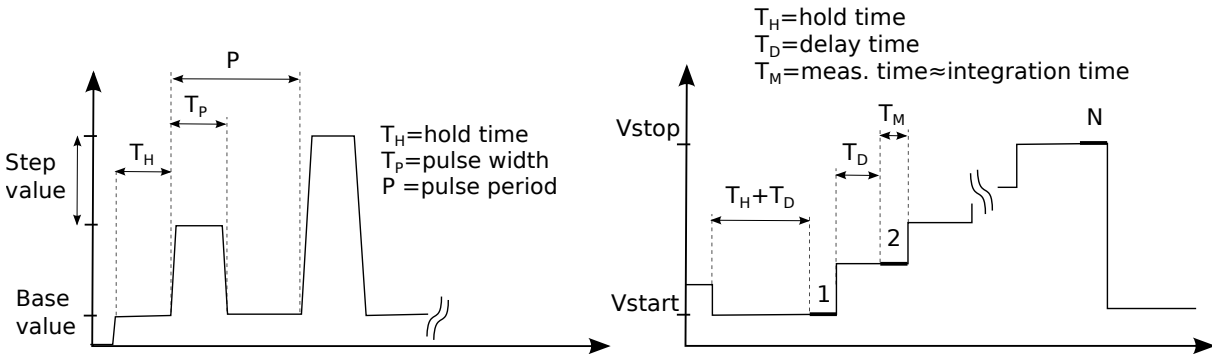 P
T_P
T_H
Step
value
Base
value
T_H=hold time
T_P=pulse width
P =pulse period
T_H=hold time
T_D=delay time
T_M=meas. time≈integration time
Vstop
N
T_M
T_D
T_H+T_D
2
1
Vstart